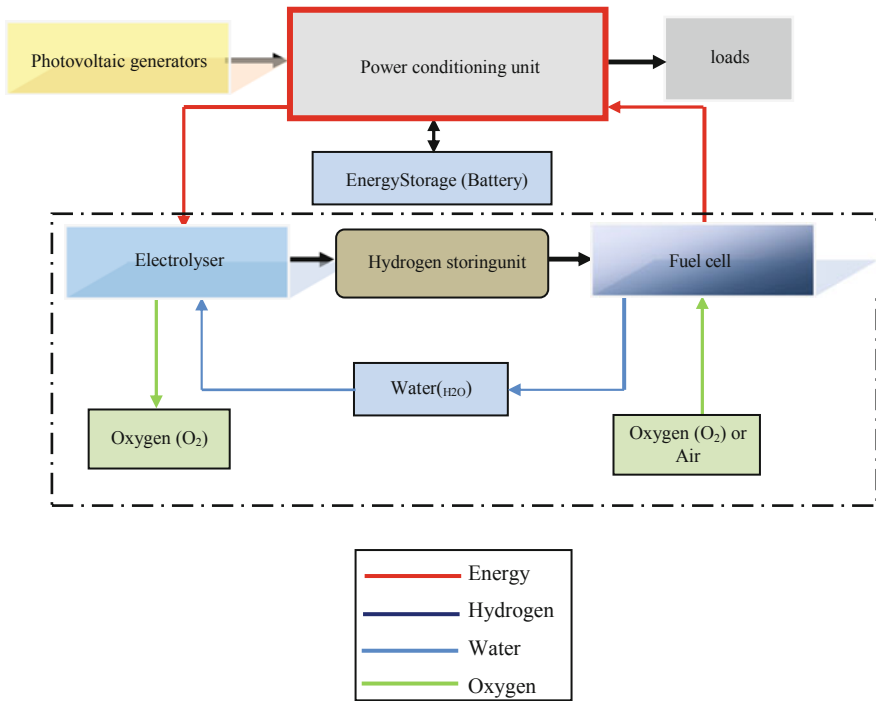 Photovoltaic generators
Power conditioning unit
loads
EnergyStorage (Battery)
Electrolyser
Hydrogen storingunit
Fuel cell
Water(H2O)
Oxygen (O₂)
Oxygen (O₂) or
Air
Energy
Hydrogen
Water
Oxygen